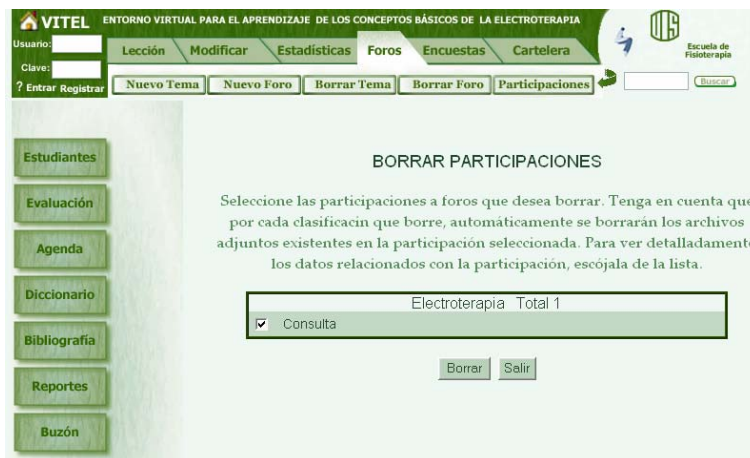 VITEL ENTORNO VIRTUAL PARA EL APRENDIZAJE DE LOS CONCEPTOS BÁSICOS DE LA ELECTROTERAPIA
Usuario:
Clave:
? Entrar Registrar
Lección Modificar Estadísticas Foros Encuestas Cartelera
UIS
Escuela de
Fisioterapia
Nuevo Tema Nuevo Foro Borrar Tema Borrar Foro Participaciones Buscar
Estudiantes
Evaluación
Agenda
Diccionario
Bibliografía
Reportes
Buzón
BORRAR PARTICIPACIONES
Seleccione las participaciones a foros que desea borrar. Tenga en cuenta que
por cada clasificacin que borre, automáticamente se borrarán los archivos
adjuntos existentes en la participación seleccionada. Para ver detalladamente
los datos relacionados con la participación, escójala de la lista.
Electroterapia Total 1
Consulta
Borrar Salir